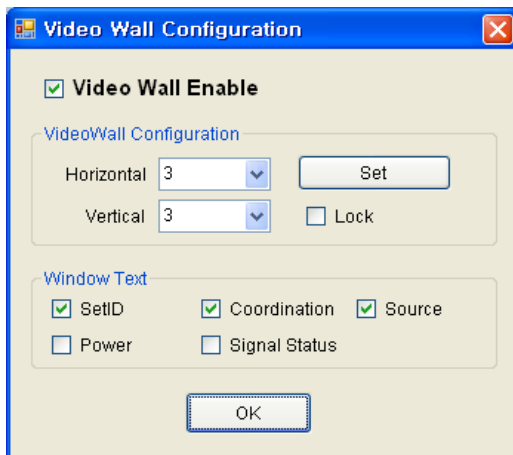 Video Wall Configuration
Video Wall Enable
VideoWall Configuration
Horizontal 3 Set
Vertical 3 Lock
Window Text
SetID Coordination Source
Power Signal Status
OK